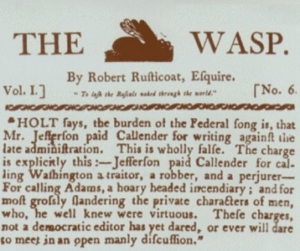 THE WASP.
By Robert Rusticoat, Esquire.
Vol. I.] "To lash the Rascals naked through the world." [No. 6.
"HOLT says, the burden of the Federal song is, that
Mr. Jefferson paid Callender for writing against the
late administration. This is wholly false. The charge
is explicitly this:—Jefferson paid Callender for cal-
ling Washington a traitor, a robber, and a perjurer—
For calling Adams, a hoary headed incendiary; and for
most grossly slandering the private characters of men,
who, he well knew were virtuous. These charges,
not a democratic editor has yet dared, or ever will dare
to meet in an open manly discussion."